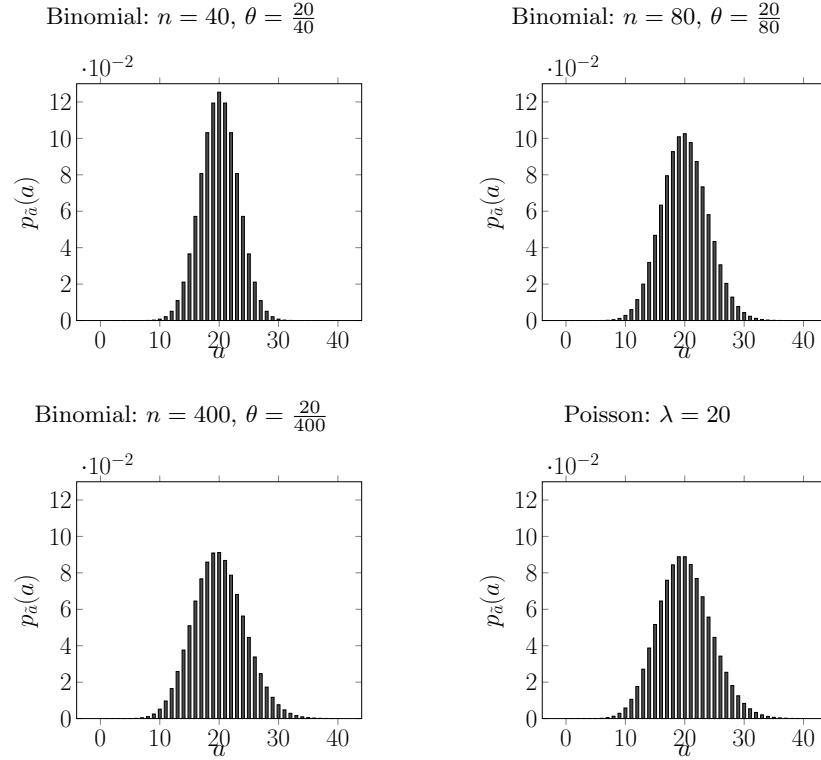 Binomial: n = 40, θ = 20/40
·10⁻²
12
10
8
6
4
2
0
p_ã(a)
0 10 20 30 40
a
Binomial: n = 80, θ = 20/80
·10⁻²
12
10
8
6
4
2
0
p_ã(a)
0 10 20 30 40
a
Binomial: n = 400, θ = 20/400
·10⁻²
12
10
8
6
4
2
0
p_ã(a)
0 10 20 30 40
a
Poisson: λ = 20
·10⁻²
12
10
8
6
4
2
0
p_ã(a)
0 10 20 30 40
a